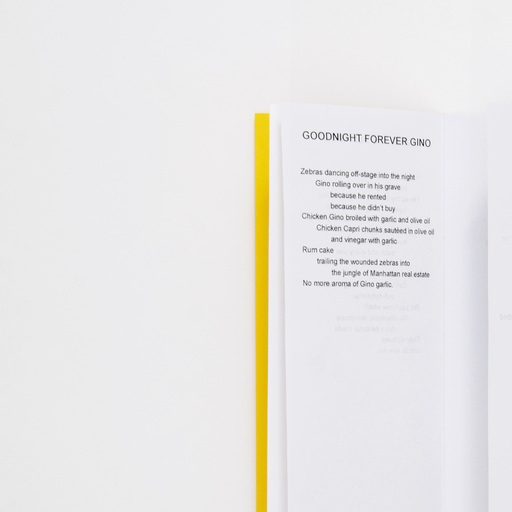 GOODNIGHT FOREVER GINO
Zebras dancing off-stage into the night
Gino rolling over in his grave
because he rented
because he didn't buy
Chicken Gino broiled with garlic and olive oil
Chicken Capri chunks sautéed in olive oil
and vinegar with garlic
Rum cake
trailing the wounded zebras into
the jungle of Manhattan real estate
No more aroma of Gino garlic.